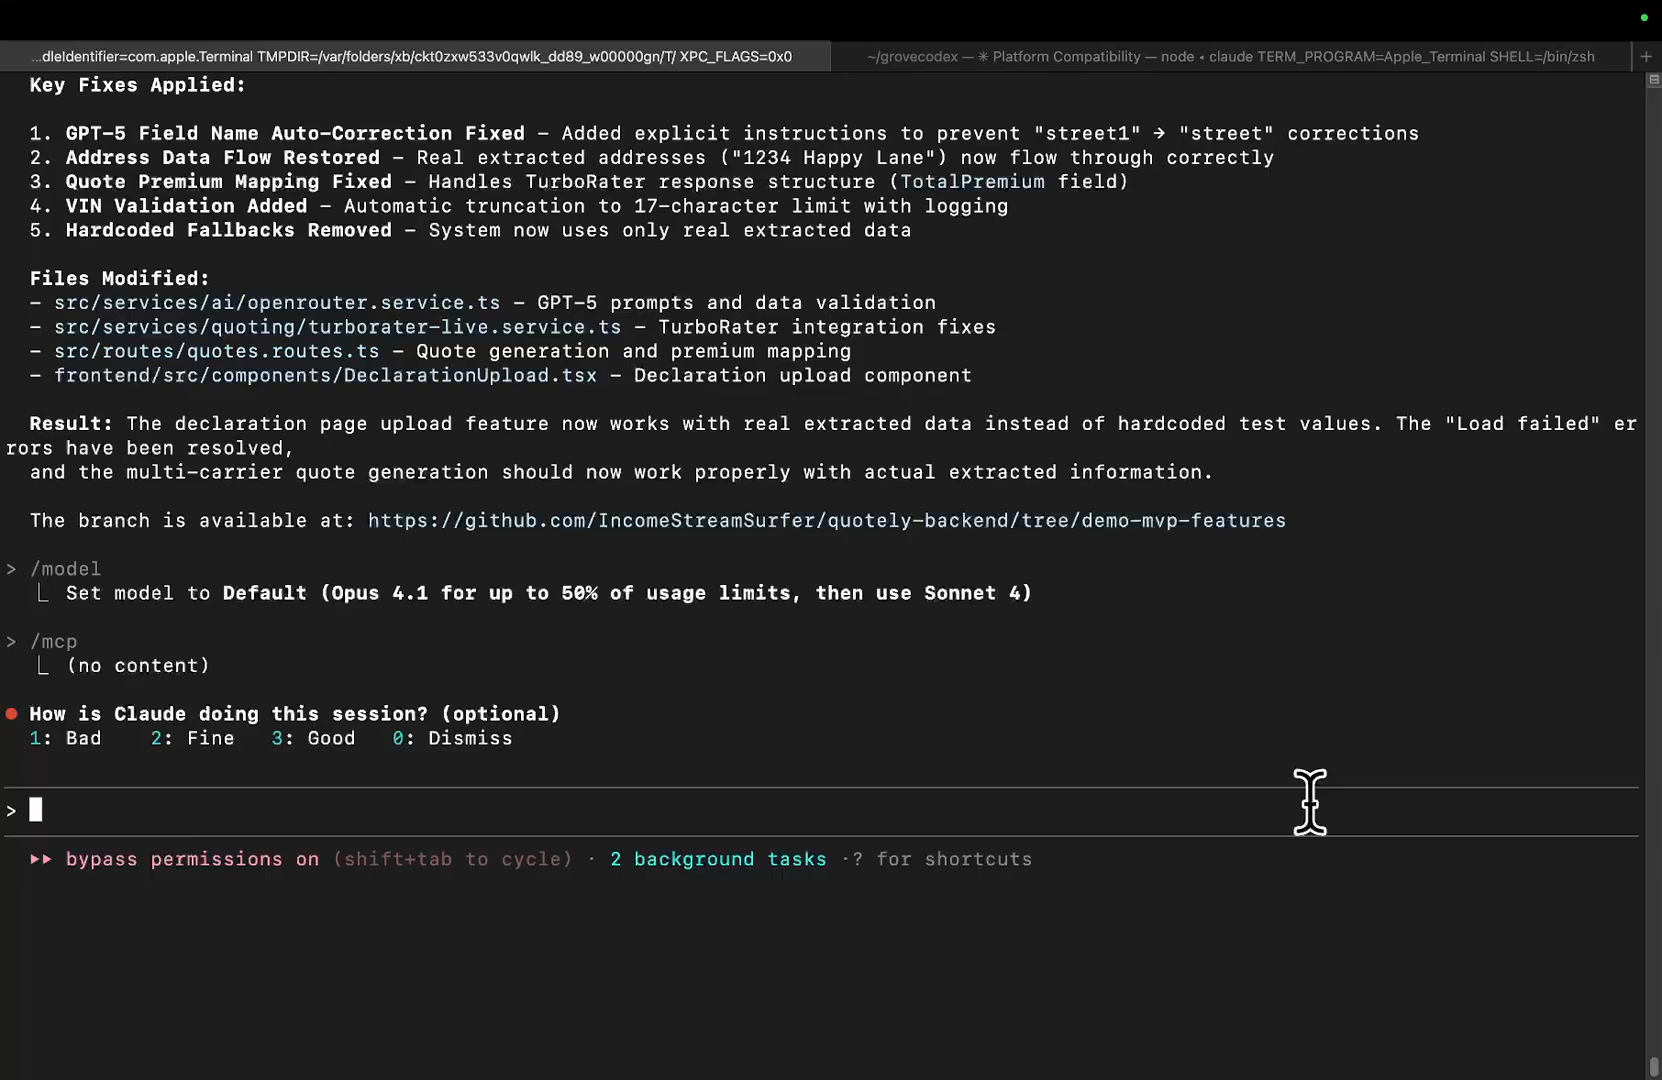 ...dleIdentifier=com.apple.Terminal TMPDIR=/var/folders/xb/ckt0zxw533v0qwlk_dd89_w00000gn/T/ XPC_FLAGS=0x0
~/grovecodex — ✳ Platform Compatibility — node • claude TERM_PROGRAM=Apple_Terminal SHELL=/bin/zsh
+
Key Fixes Applied:
1. GPT-5 Field Name Auto-Correction Fixed – Added explicit instructions to prevent "street1" → "street" corrections
2. Address Data Flow Restored – Real extracted addresses ("1234 Happy Lane") now flow through correctly
3. Quote Premium Mapping Fixed – Handles TurboRater response structure (TotalPremium field)
4. VIN Validation Added – Automatic truncation to 17-character limit with logging
5. Hardcoded Fallbacks Removed – System now uses only real extracted data
Files Modified:
– src/services/ai/openrouter.service.ts – GPT-5 prompts and data validation
– src/services/quoting/turborater-live.service.ts – TurboRater integration fixes
– src/routes/quotes.routes.ts – Quote generation and premium mapping
– frontend/src/components/DeclarationUpload.tsx – Declaration upload component
Result: The declaration page upload feature now works with real extracted data instead of hardcoded test values. The "Load failed" er
rors have been resolved,
and the multi-carrier quote generation should now work properly with actual extracted information.
The branch is available at: https://github.com/IncomeStreamSurfer/quotely-backend/tree/demo-mvp-features
> /model
⎿ Set model to Default (Opus 4.1 for up to 50% of usage limits, then use Sonnet 4)
> /mcp
⎿ (no content)
● How is Claude doing this session? (optional)
1: Bad 2: Fine 3: Good 0: Dismiss
>
⏵⏵ bypass permissions on (shift+tab to cycle) · 2 background tasks · ? for shortcuts